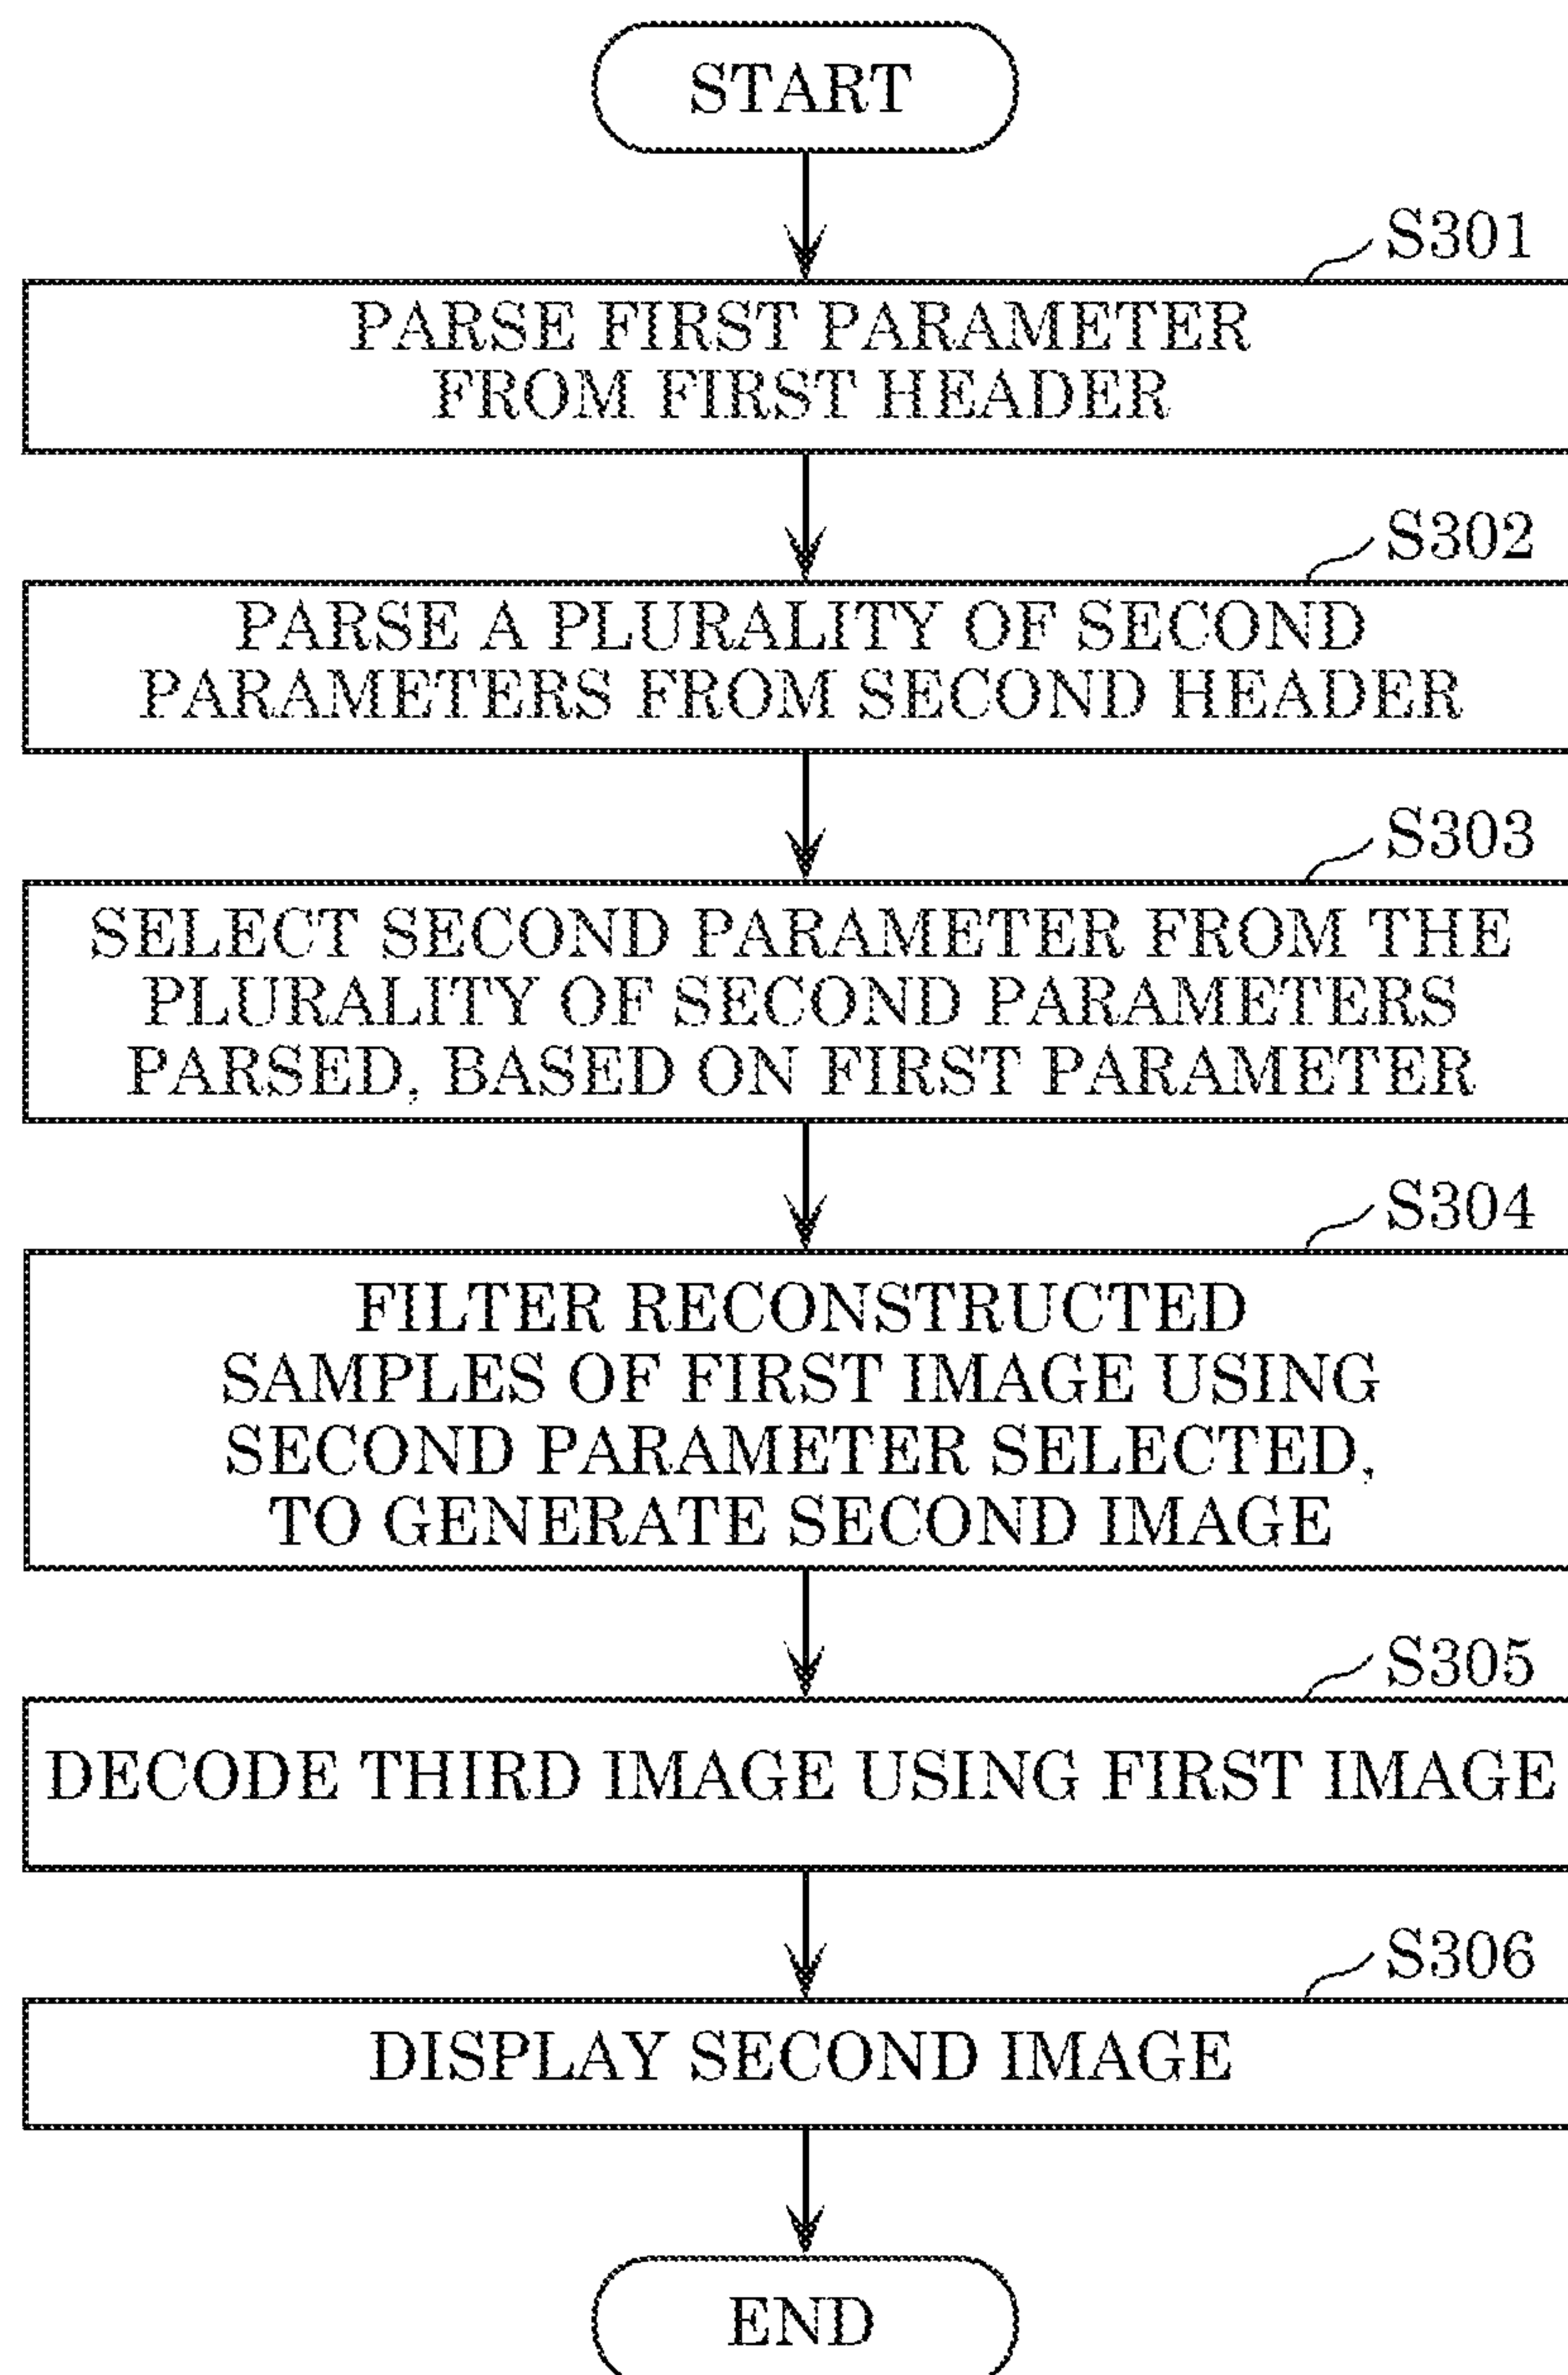 START
S301
PARSE FIRST PARAMETER
FROM FIRST HEADER
S302
PARSE A PLURALITY OF SECOND
PARAMETERS FROM SECOND HEADER
S303
SELECT SECOND PARAMETER FROM THE
PLURALITY OF SECOND PARAMETERS
PARSED, BASED ON FIRST PARAMETER
S304
FILTER RECONSTRUCTED
SAMPLES OF FIRST IMAGE USING
SECOND PARAMETER SELECTED,
TO GENERATE SECOND IMAGE
S305
DECODE THIRD IMAGE USING FIRST IMAGE
S306
DISPLAY SECOND IMAGE
END